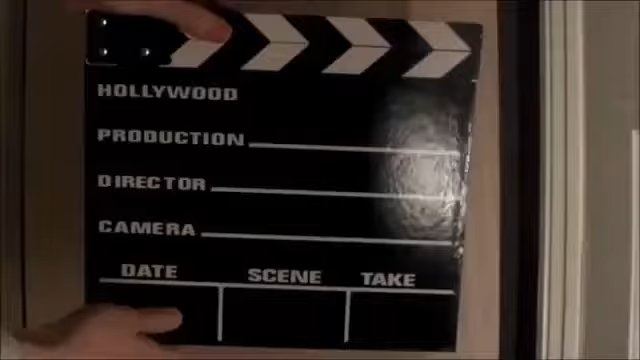 HOLLYWOOD
PRODUCTION
DIRECTOR
CAMERA
DATE SCENE TAKE